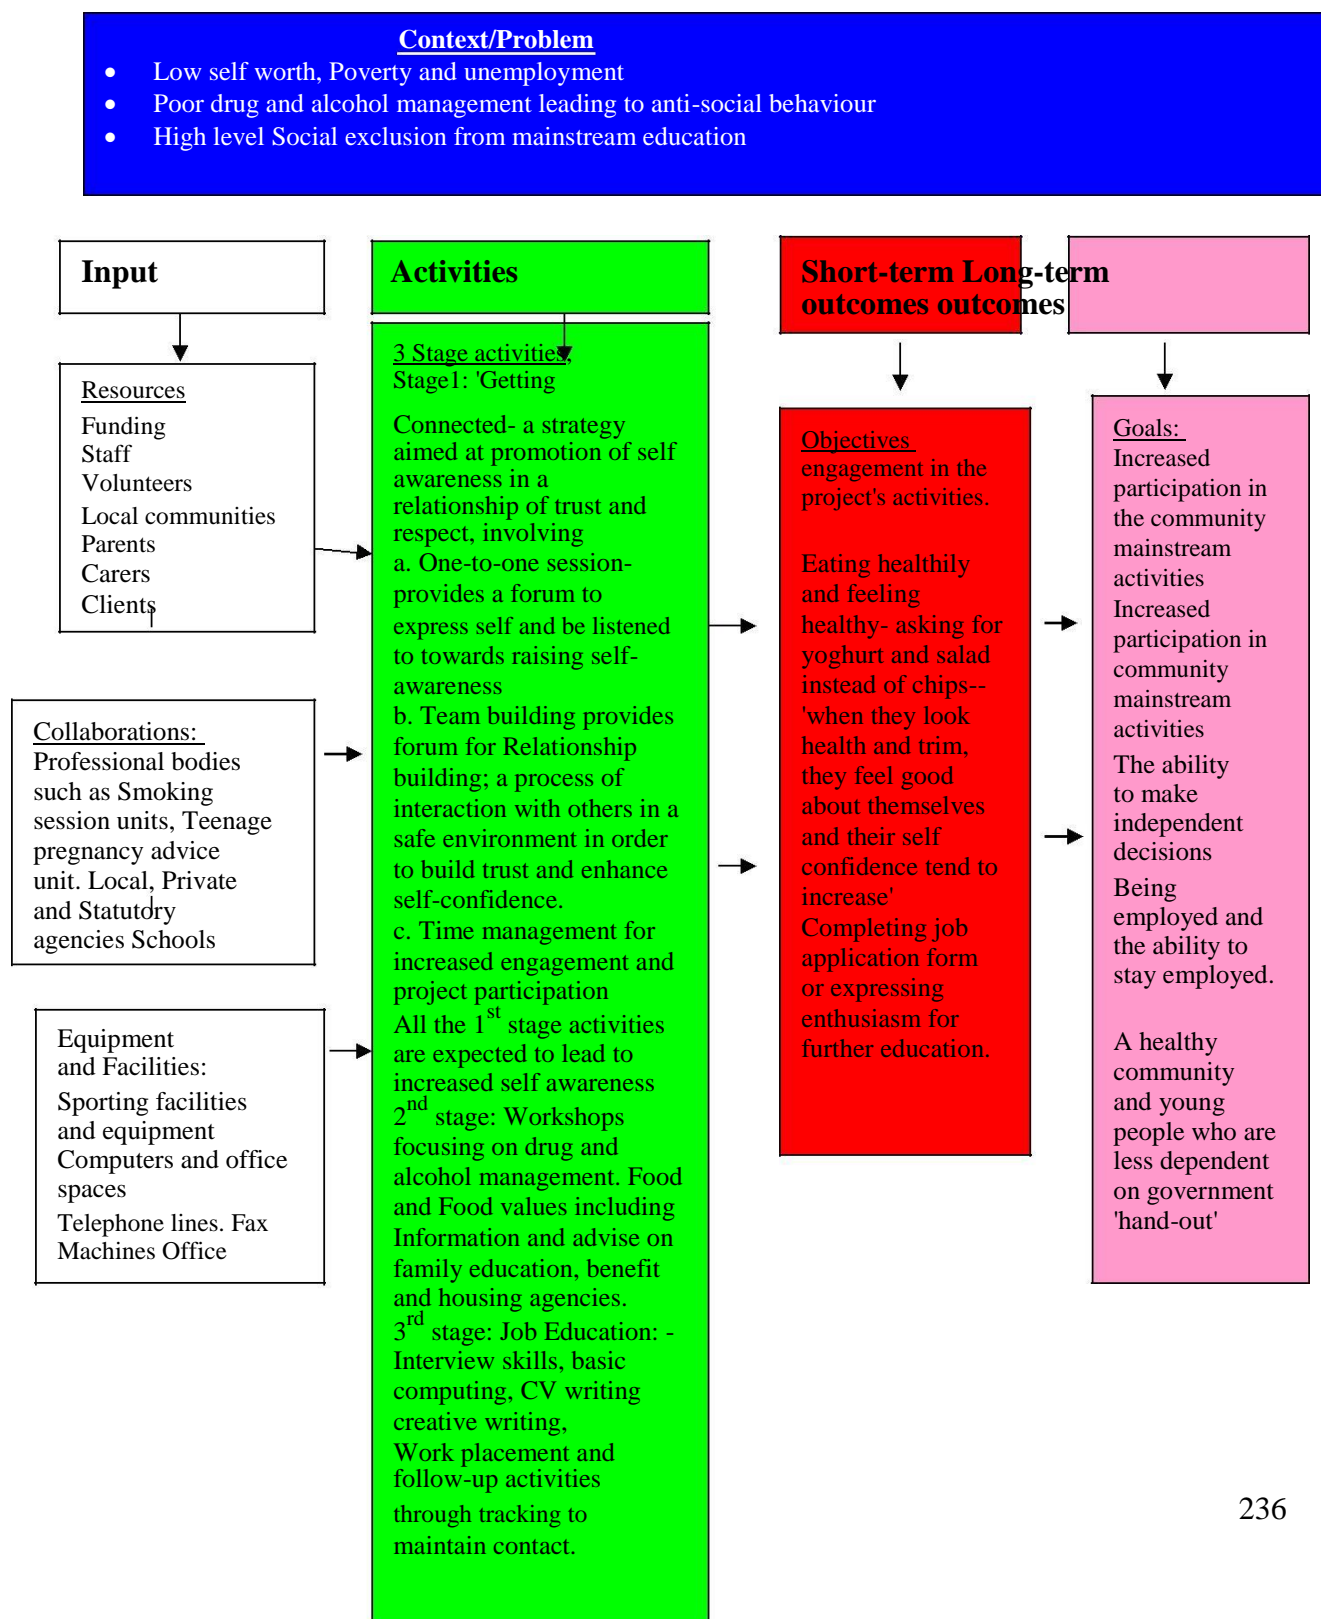 Context/Problem
• Low self worth, Poverty and unemployment
• Poor drug and alcohol management leading to anti-social behaviour
• High level Social exclusion from mainstream education
Input
Resources
Funding
Staff
Volunteers
Local communities
Parents
Carers
Clients
Collaborations:
Professional bodies
such as Smoking
session units, Teenage
pregnancy advice
unit. Local, Private
and Statutory
agencies Schools
Equipment
and Facilities:
Sporting facilities
and equipment
Computers and office
spaces
Telephone lines. Fax
Machines Office
Activities
3 Stage activities,
Stage1: 'Getting
Connected- a strategy
aimed at promotion of self
awareness in a
relationship of trust and
respect, involving
a. One-to-one session-
provides a forum to
express self and be listened
to towards raising self-
awareness
b. Team building provides
forum for Relationship
building; a process of
interaction with others in a
safe environment in order
to build trust and enhance
self-confidence.
c. Time management for
increased engagement and
project participation
All the 1st stage activities
are expected to lead to
increased self awareness
2nd stage: Workshops
focusing on drug and
alcohol management. Food
and Food values including
Information and advise on
family education, benefit
and housing agencies.
3rd stage: Job Education: -
Interview skills, basic
computing, CV writing
creative writing,
Work placement and
follow-up activities
through tracking to
maintain contact.
Short-term Long-term
outcomes outcomes
Objectives
engagement in the
project's activities.
Eating healthily
and feeling
healthy- asking for
yoghurt and salad
instead of chips--
'when they look
health and trim,
they feel good
about themselves
and their self
confidence tend to
increase'
Completing job
application form
or expressing
enthusiasm for
further education.
Goals:
Increased
participation in
the community
mainstream
activities
Increased
participation in
community
mainstream
activities
The ability
to make
independent
decisions
Being
employed and
the ability to
stay employed.
A healthy
community
and young
people who are
less dependent
on government
'hand-out'
236